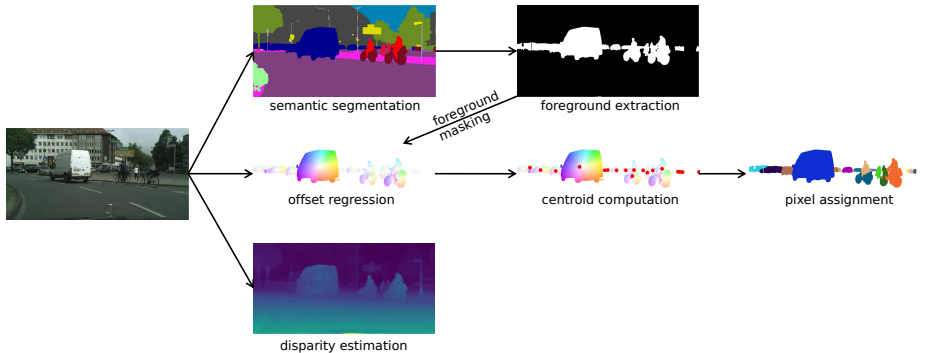 semantic segmentation
foreground extraction
foreground
masking
offset regression
centroid computation
pixel assignment
disparity estimation